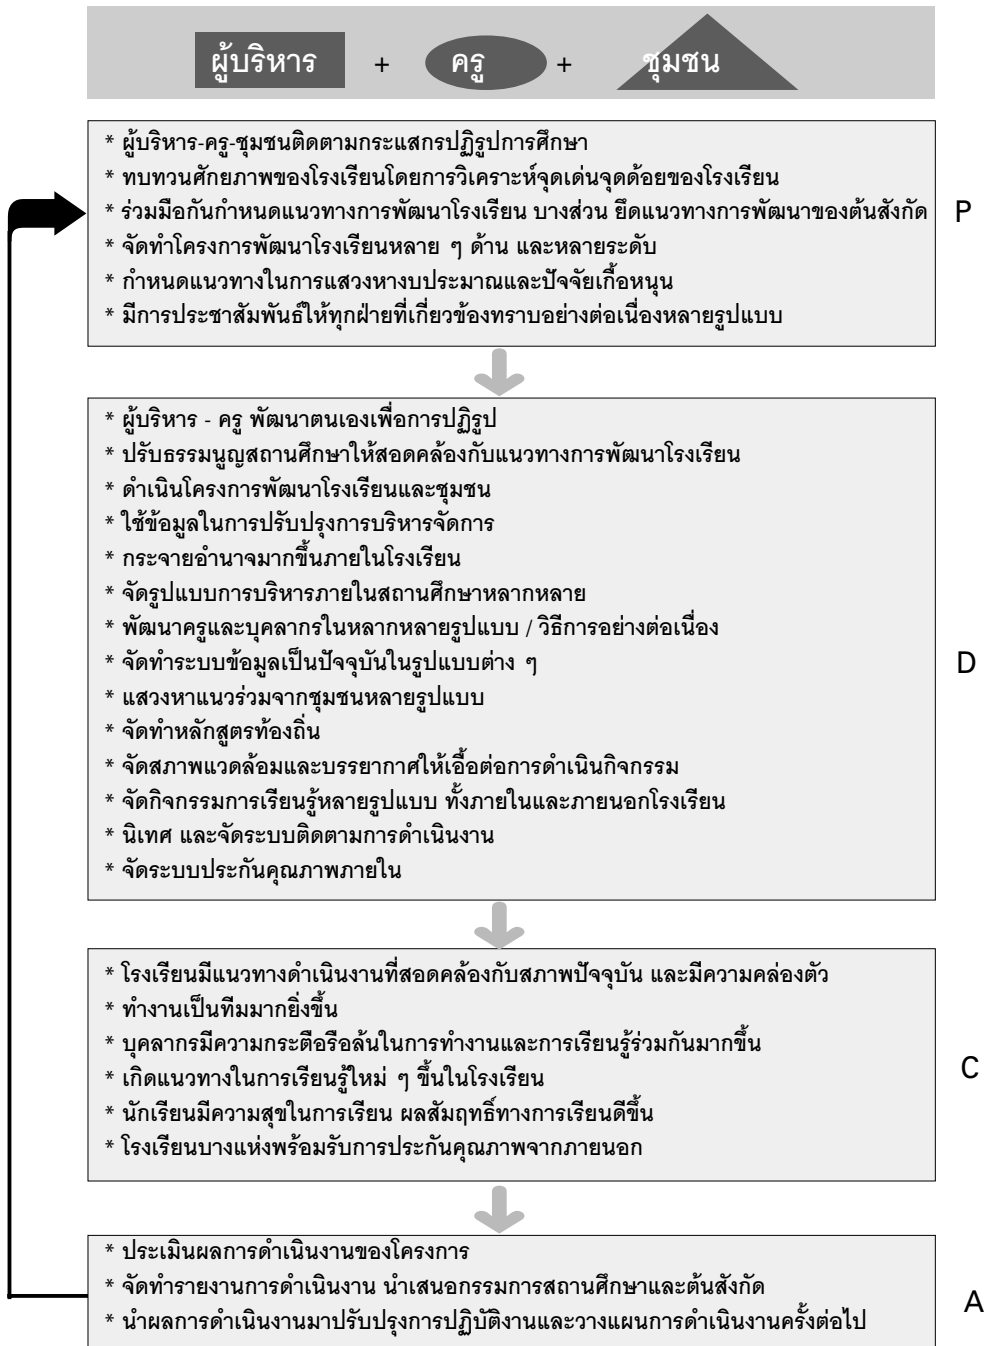 ผู้บริหาร + ครู + ชุมชน
* ผู้บริหาร-ครู-ชุมชนติดตามกระแสกรปฏิรูปการศึกษา
* ทบทวนศักยภาพของโรงเรียนโดยการวิเคราะห์จุดเด่นจุดด้อยของโรงเรียน
* ร่วมมือกันกำหนดแนวทางการพัฒนาโรงเรียน บางส่วน ยึดแนวทางการพัฒนาของต้นสังกัด P
* จัดทำโครงการพัฒนาโรงเรียนหลาย ๆ ด้าน และหลายระดับ
* กำหนดแนวทางในการแสวงหางบประมาณและปัจจัยเกื้อหนุน
* มีการประชาสัมพันธ์ให้ทุกฝ่ายที่เกี่ยวข้องทราบอย่างต่อเนื่องหลายรูปแบบ
* ผู้บริหาร - ครู พัฒนาตนเองเพื่อการปฏิรูป
* ปรับธรรมนูญสถานศึกษาให้สอดคล้องกับแนวทางการพัฒนาโรงเรียน
* ดำเนินโครงการพัฒนาโรงเรียนและชุมชน
* ใช้ข้อมูลในการปรับปรุงการบริหารจัดการ
* กระจายอำนาจมากขึ้นภายในโรงเรียน
* จัดรูปแบบการบริหารภายในสถานศึกษาหลากหลาย
* พัฒนาครูและบุคลากรในหลากหลายรูปแบบ / วิธีการอย่างต่อเนื่อง
* จัดทำระบบข้อมูลเป็นปัจจุบันในรูปแบบต่าง ๆ D
* แสวงหาแนวร่วมจากชุมชนหลายรูปแบบ
* จัดทำหลักสูตรท้องถิ่น
* จัดสภาพแวดล้อมและบรรยากาศให้เอื้อต่อการดำเนินกิจกรรม
* จัดกิจกรรมการเรียนรู้หลายรูปแบบ ทั้งภายในและภายนอกโรงเรียน
* นิเทศ และจัดระบบติดตามการดำเนินงาน
* จัดระบบประกันคุณภาพภายใน
* โรงเรียนมีแนวทางดำเนินงานที่สอดคล้องกับสภาพปัจจุบัน และมีความคล่องตัว
* ทำงานเป็นทีมมากยิ่งขึ้น
* บุคลากรมีความกระตือรือล้นในการทำงานและการเรียนรู้ร่วมกันมากขึ้น
* เกิดแนวทางในการเรียนรู้ใหม่ ๆ ขึ้นในโรงเรียน C
* นักเรียนมีความสุขในการเรียน ผลสัมฤทธิ์ทางการเรียนดีขึ้น
* โรงเรียนบางแห่งพร้อมรับการประกันคุณภาพจากภายนอก
* ประเมินผลการดำเนินงานของโครงการ
* จัดทำรายงานการดำเนินงาน นำเสนอกรรมการสถานศึกษาและต้นสังกัด
* นำผลการดำเนินงานมาปรับปรุงการปฏิบัติงานและวางแผนการดำเนินงานครั้งต่อไป A